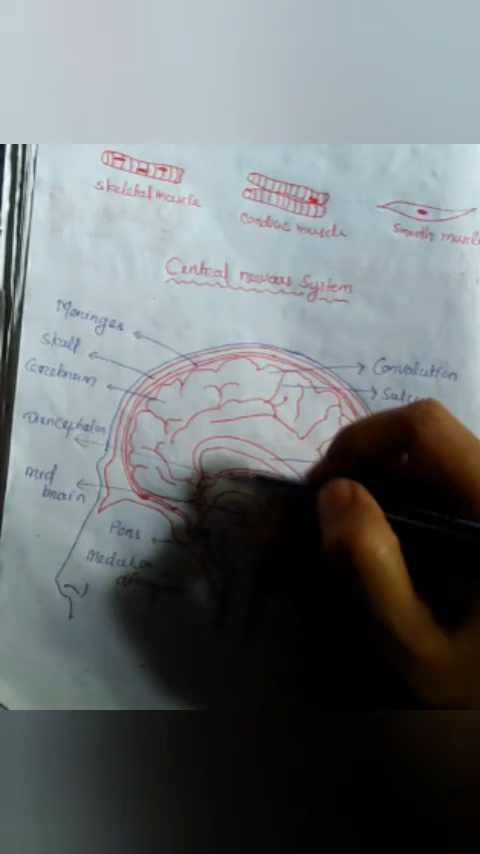 skeletal muscle
Cardiac muscle
Smooth muscle
Central nervous System
Meninges
Skull
Convolution
Cerebrum
Diencephalon
mid
brain
Pons